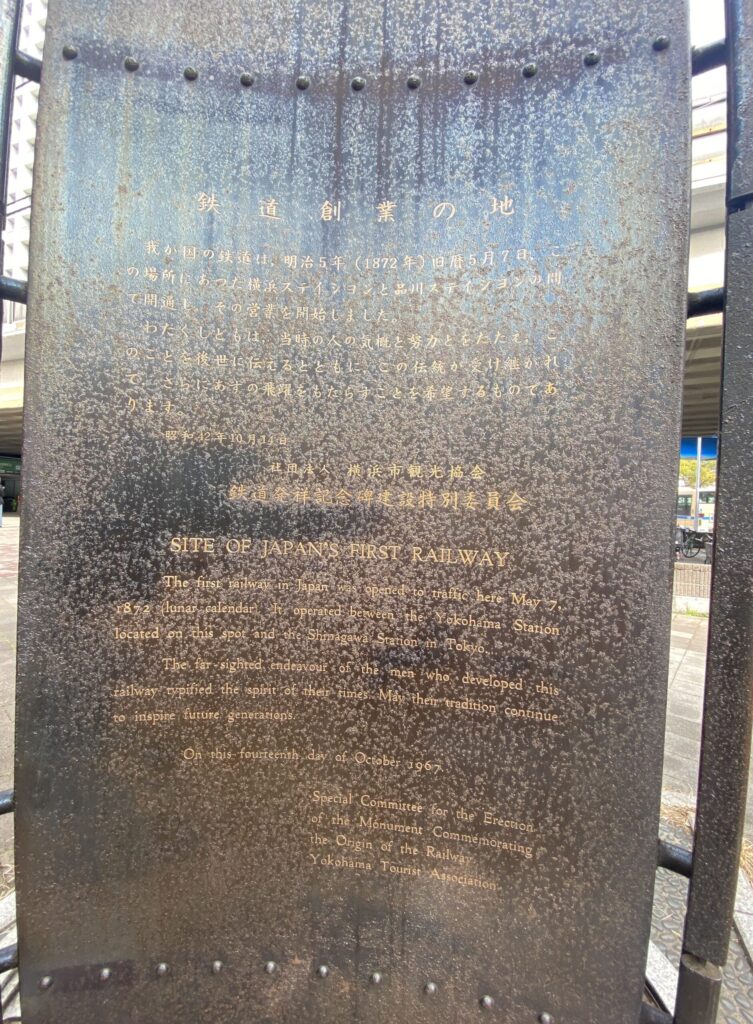 鉄道創業の地
我が国の鉄道は、明治5年（1872年）旧暦5月7日、こ
の場所にあつた横浜ステイシヨンと品川ステイシヨンの間
で開通し、その営業を開始しました。
わたくしどもは、当時の人の気概と努力とをたたえ、こ
のことを後世に伝えるとともに、この伝統が受け継がれ
て、さらにあすの飛躍をもたらすことを希望するものであ
ります。
昭和42年10月14日
社団法人 横浜市観光協会
鉄道発祥記念碑建設特別委員会
SITE OF JAPAN'S FIRST RAILWAY
The first railway in Japan was opened to traffic here May 7,
1872 (lunar calendar). It operated between the Yokohama Station
located on this spot and the Shinagawa Station in Tokyo.
The far-sighted endeavour of the men who developed this
railway typified the spirit of their times. May their tradition continue
to inspire future generations.
On this fourteenth day of October 1967.
Special Committee for the Erection
of the Monument Commemorating
the Origin of the Railway
Yokohama Tourist Association